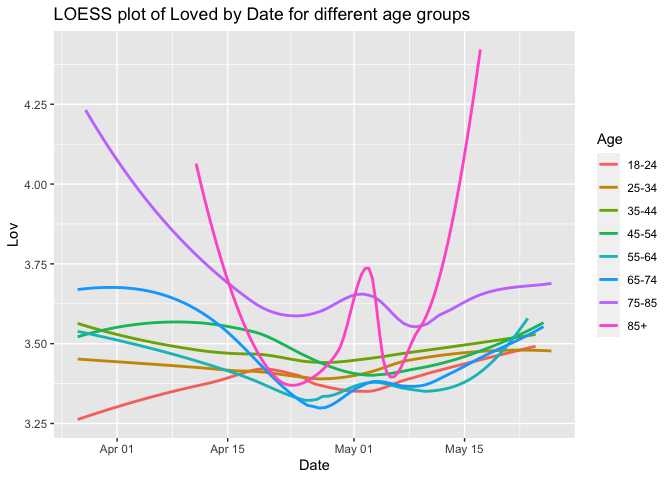 LOESS plot of Loved by Date for different age groups
4.25
4.00
3.75
3.50
3.25
Lov
Apr 01
Apr 15
May 01
May 15
Date
Age
18-24
25-34
35-44
45-54
55-64
65-74
75-85
85+